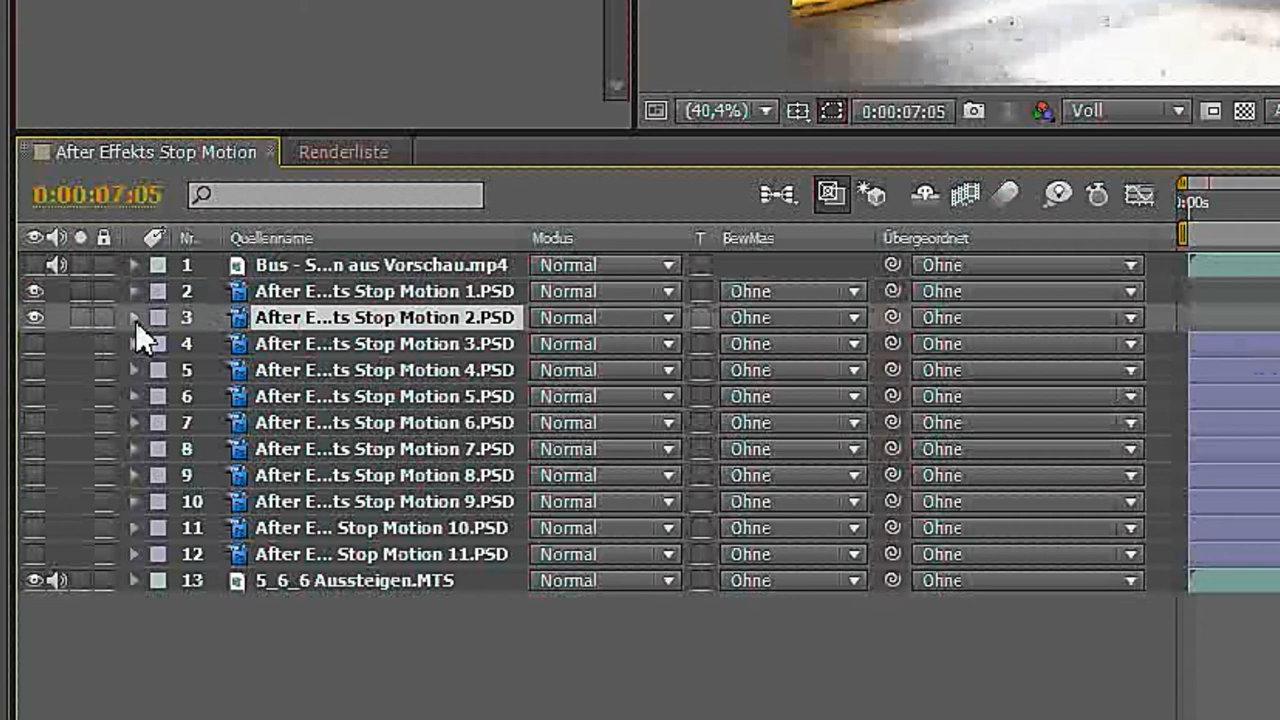 (40,4%) 0:00:07:05 Voll
After Effekts Stop Motion × Renderliste
0:00:07:05
):00s
Nr. Quellenname Modus T BewMas Übergeordnet
1 Bus - S...n aus Vorschau.mp4 Normal Ohne
2 After E...ts Stop Motion 1.PSD Normal Ohne Ohne
3 After E...ts Stop Motion 2.PSD Normal Ohne Ohne
4 After E...ts Stop Motion 3.PSD Normal Ohne Ohne
5 After E...ts Stop Motion 4.PSD Normal Ohne Ohne
6 After E...ts Stop Motion 5.PSD Normal Ohne Ohne
7 After E...ts Stop Motion 6.PSD Normal Ohne Ohne
8 After E...ts Stop Motion 7.PSD Normal Ohne Ohne
9 After E...ts Stop Motion 8.PSD Normal Ohne Ohne
10 After E...ts Stop Motion 9.PSD Normal Ohne Ohne
11 After E... Stop Motion 10.PSD Normal Ohne Ohne
12 After E... Stop Motion 11.PSD Normal Ohne Ohne
13 5_6_6 Aussteigen.MTS Normal Ohne Ohne